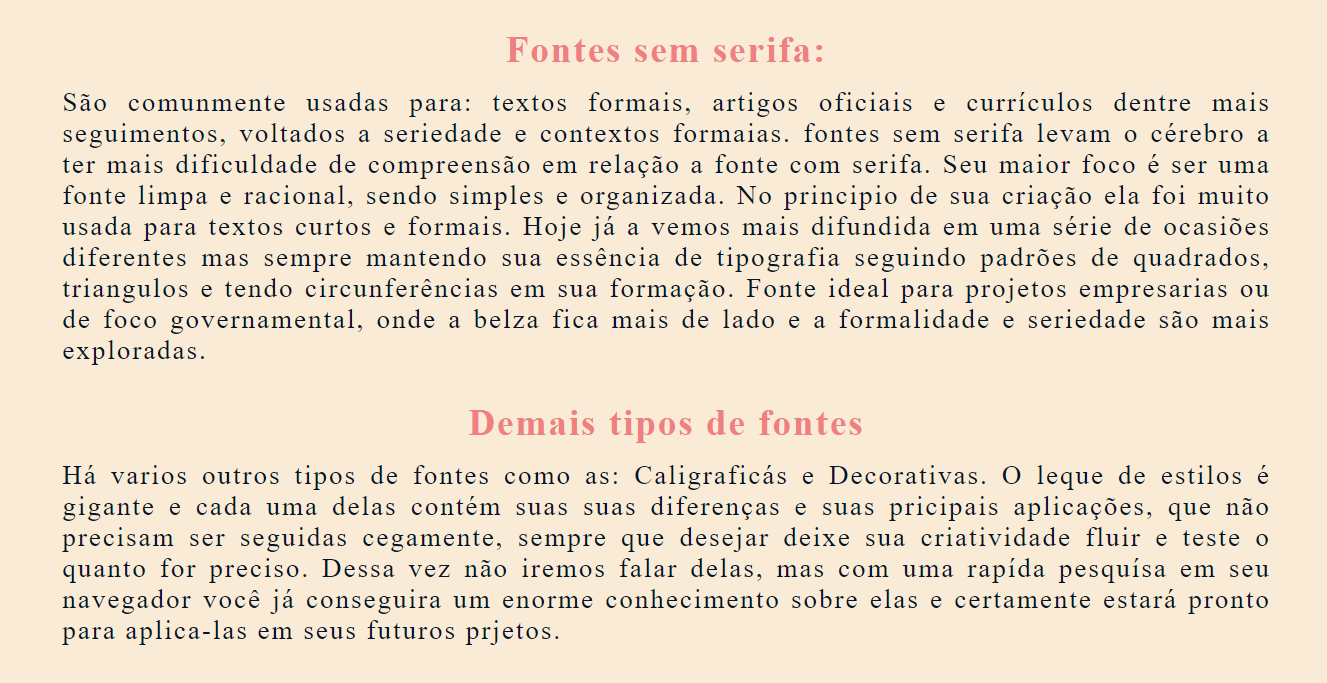 Fontes sem serifa:
São comunmente usadas para: textos formais, artigos oficiais e currículos dentre mais
seguimentos, voltados a seriedade e contextos formaias. fontes sem serifa levam o cérebro a
ter mais dificuldade de compreensão em relação a fonte com serifa. Seu maior foco é ser uma
fonte limpa e racional, sendo simples e organizada. No principio de sua criação ela foi muito
usada para textos curtos e formais. Hoje já a vemos mais difundida em uma série de ocasiões
diferentes mas sempre mantendo sua essência de tipografia seguindo padrões de quadrados,
triangulos e tendo circunferências em sua formação. Fonte ideal para projetos empresarias ou
de foco governamental, onde a belza fica mais de lado e a formalidade e seriedade são mais
exploradas.
Demais tipos de fontes
Há varios outros tipos de fontes como as: Caligraficás e Decorativas. O leque de estilos é
gigante e cada uma delas contém suas suas diferenças e suas pricipais aplicações, que não
precisam ser seguidas cegamente, sempre que desejar deixe sua criatividade fluir e teste o
quanto for preciso. Dessa vez não iremos falar delas, mas com uma rapída pesquísa em seu
navegador você já conseguira um enorme conhecimento sobre elas e certamente estará pronto
para aplica-las em seus futuros prjetos.